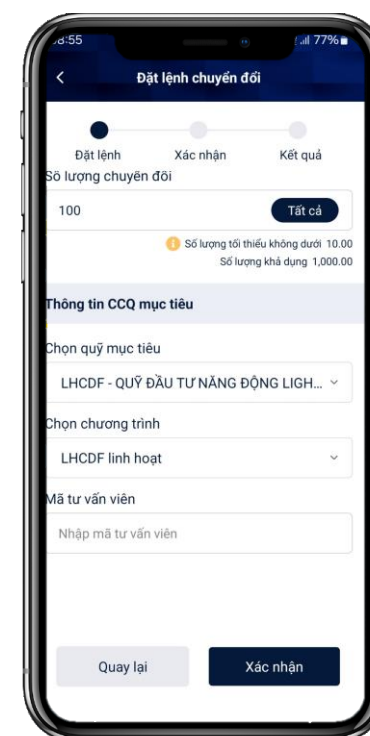 8:55
77%
Đặt lệnh chuyển đổi
Đặt lệnh
Xác nhận
Kết quả
Số lượng chuyển đổi
100
Tất cả
Số lượng tối thiểu không dưới 10.00
Số lượng khả dụng 1,000.00
Thông tin CCQ mục tiêu
Chọn quỹ mục tiêu
LHCDF - QUỸ ĐẦU TƯ NĂNG ĐỘNG LIGH...
Chọn chương trình
LHCDF linh hoạt
Mã tư vấn viên
Nhập mã tư vấn viên
Quay lại
Xác nhận